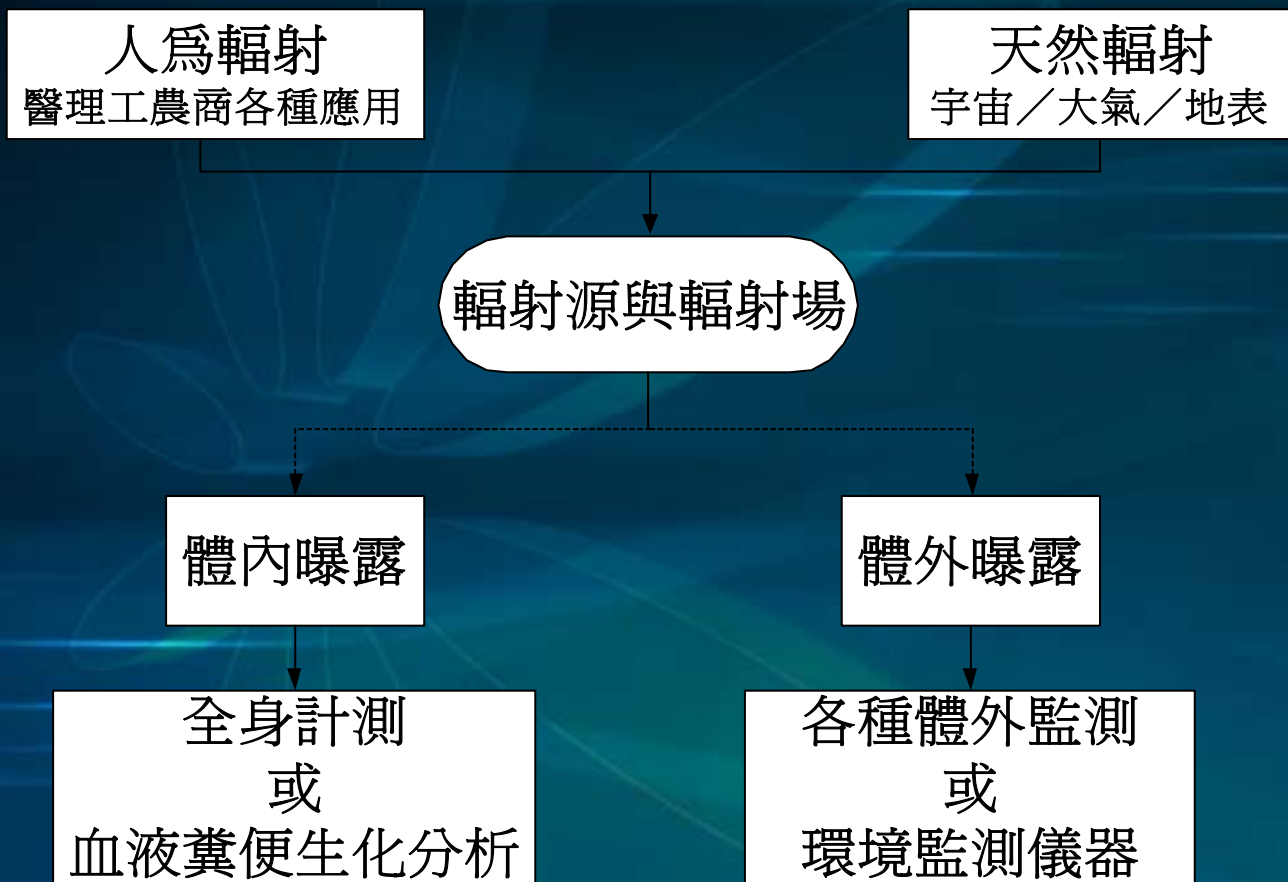 人爲輻射
醫理工農商各種應用
天然輻射
宇宙／大氣／地表
輻射源與輻射場
體內曝露
體外曝露
全身計測
或
血液糞便生化分析
各種體外監測
或
環境監測儀器